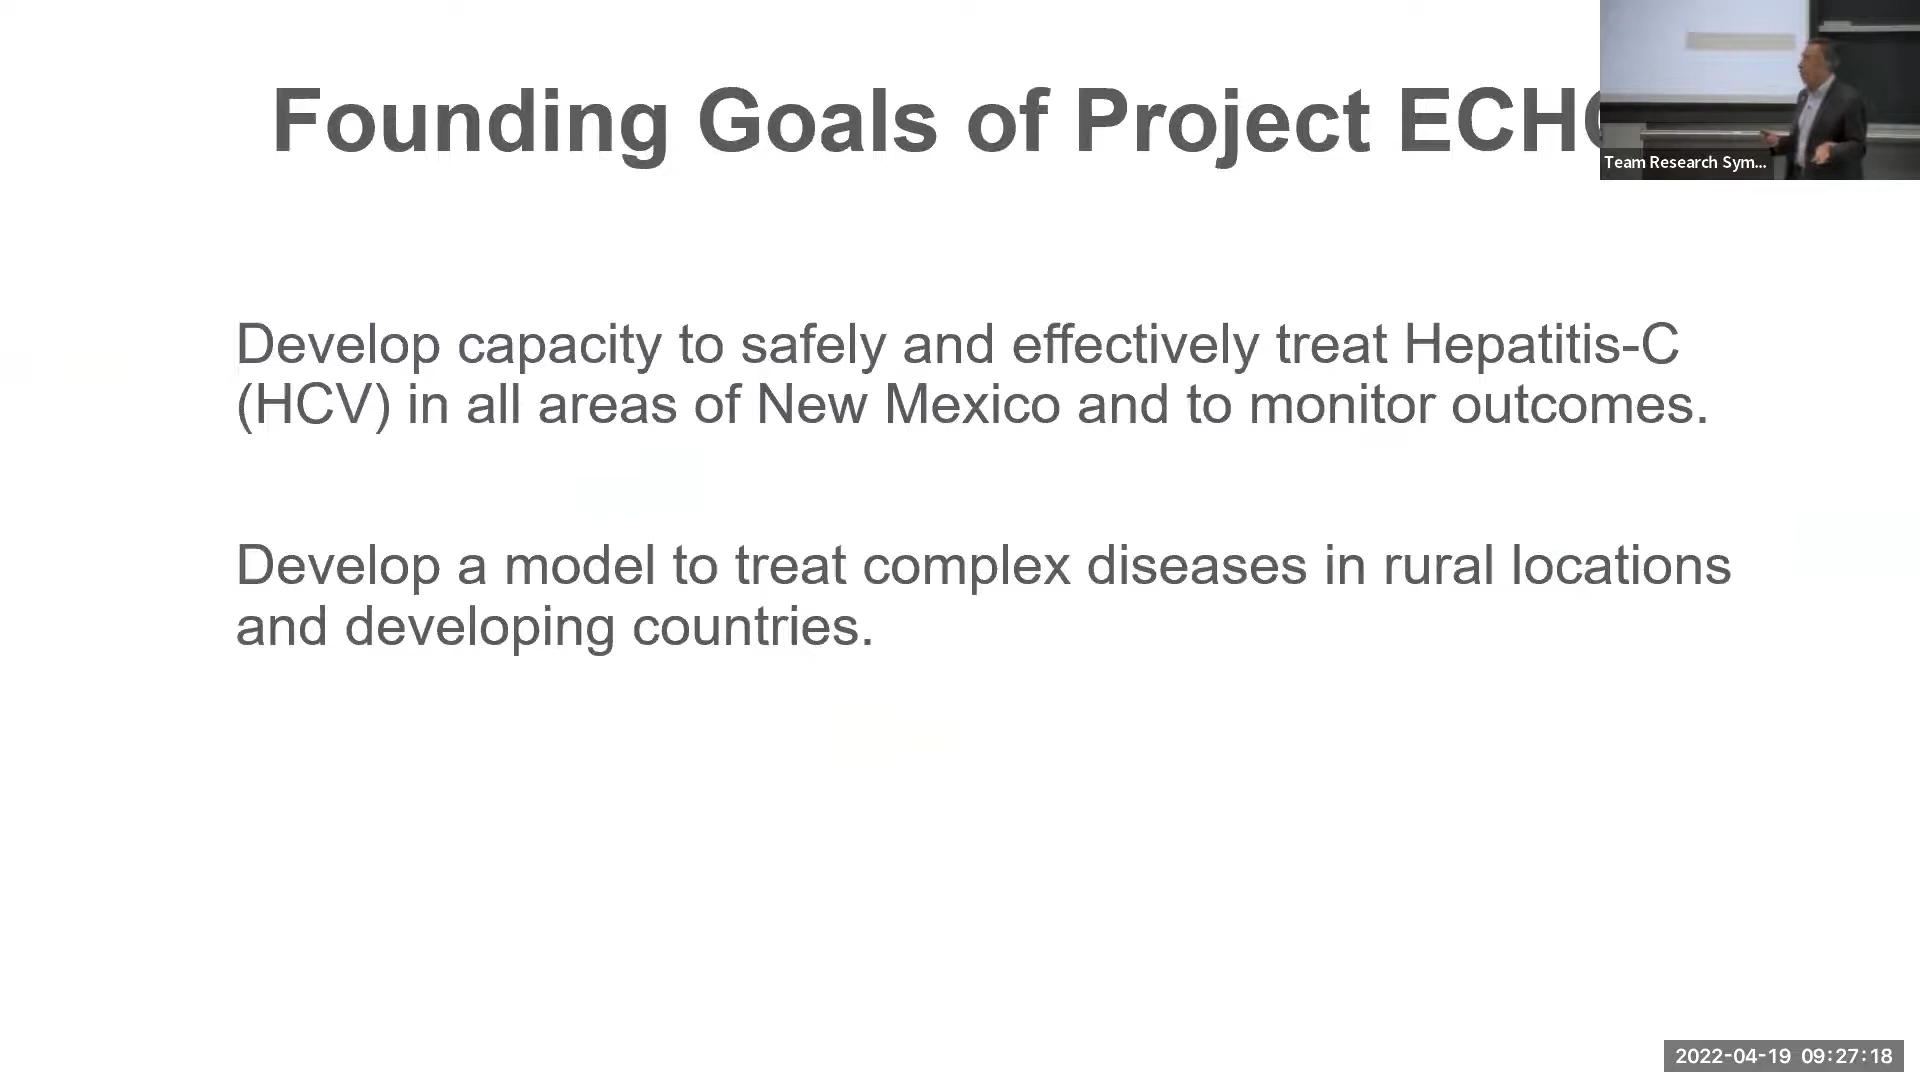 Founding Goals of Project ECHO
Team Research Sym...
Develop capacity to safely and effectively treat Hepatitis-C
(HCV) in all areas of New Mexico and to monitor outcomes.
Develop a model to treat complex diseases in rural locations
and developing countries.
2022-04-19 09:27:18